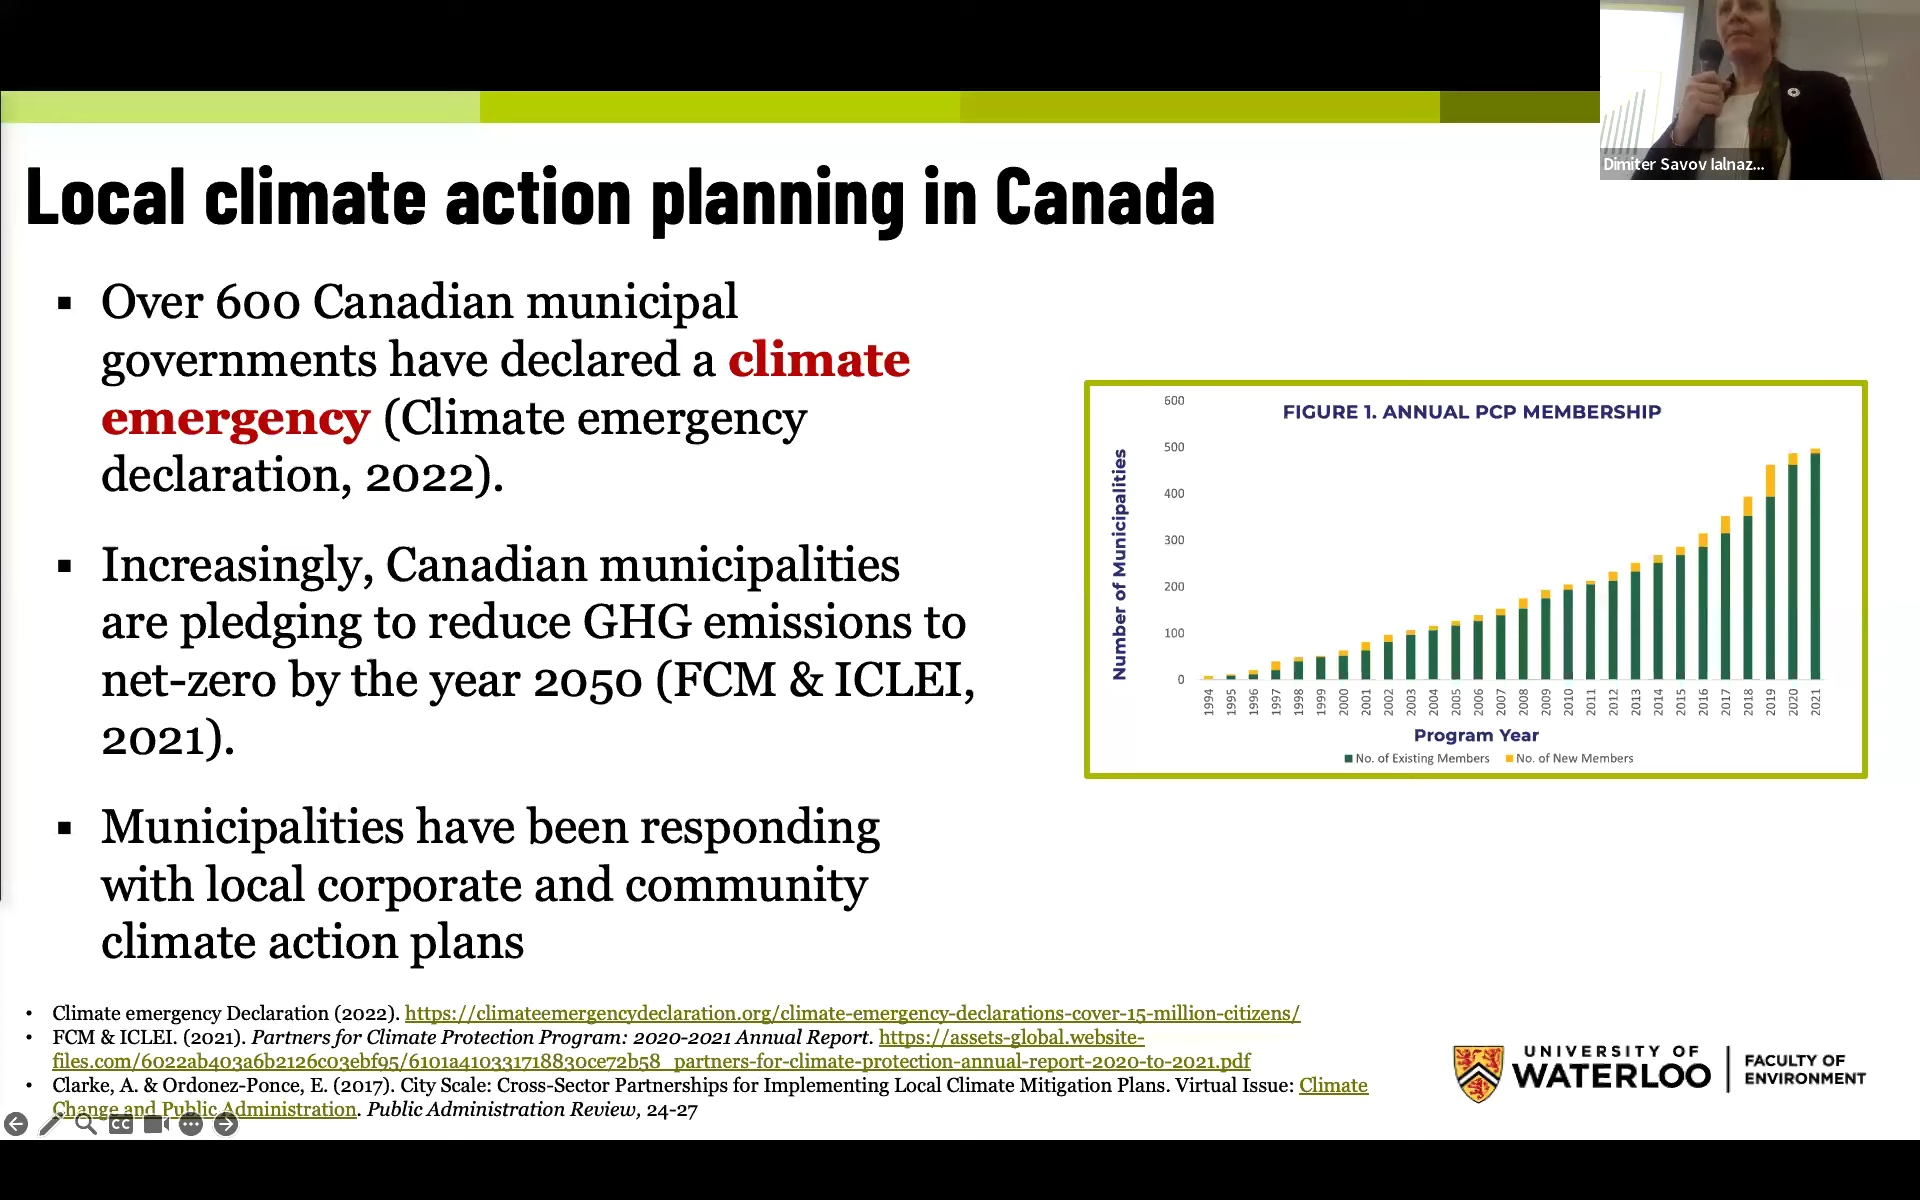 Dimiter Savov Ialnaz...
Local climate action planning in Canada
▪ Over 600 Canadian municipal
governments have declared a climate
emergency (Climate emergency
declaration, 2022).
▪ Increasingly, Canadian municipalities
are pledging to reduce GHG emissions to
net-zero by the year 2050 (FCM & ICLEI,
2021).
▪ Municipalities have been responding
with local corporate and community
climate action plans
FIGURE 1. ANNUAL PCP MEMBERSHIP
Number of Municipalities
600
500
400
300
200
100
0
1994 1995 1996 1997 1998 1999 2000 2001 2002 2003 2004 2005 2006 2007 2008 2009 2010 2011 2012 2013 2014 2015 2016 2017 2018 2019 2020 2021
Program Year
No. of Existing Members No. of New Members
• Climate emergency Declaration (2022). https://climateemergencydeclaration.org/climate-emergency-declarations-cover-15-million-citizens/
• FCM & ICLEI. (2021). Partners for Climate Protection Program: 2020-2021 Annual Report. https://assets-global.website-
files.com/6022ab403a6b2126c03ebf95/6101a410331718830ce72b58_partners-for-climate-protection-annual-report-2020-to-2021.pdf
• Clarke, A. & Ordonez-Ponce, E. (2017). City Scale: Cross-Sector Partnerships for Implementing Local Climate Mitigation Plans. Virtual Issue: Climate
Change and Public Administration. Public Administration Review, 24-27
CC
UNIVERSITY OF
WATERLOO
FACULTY OF
ENVIRONMENT